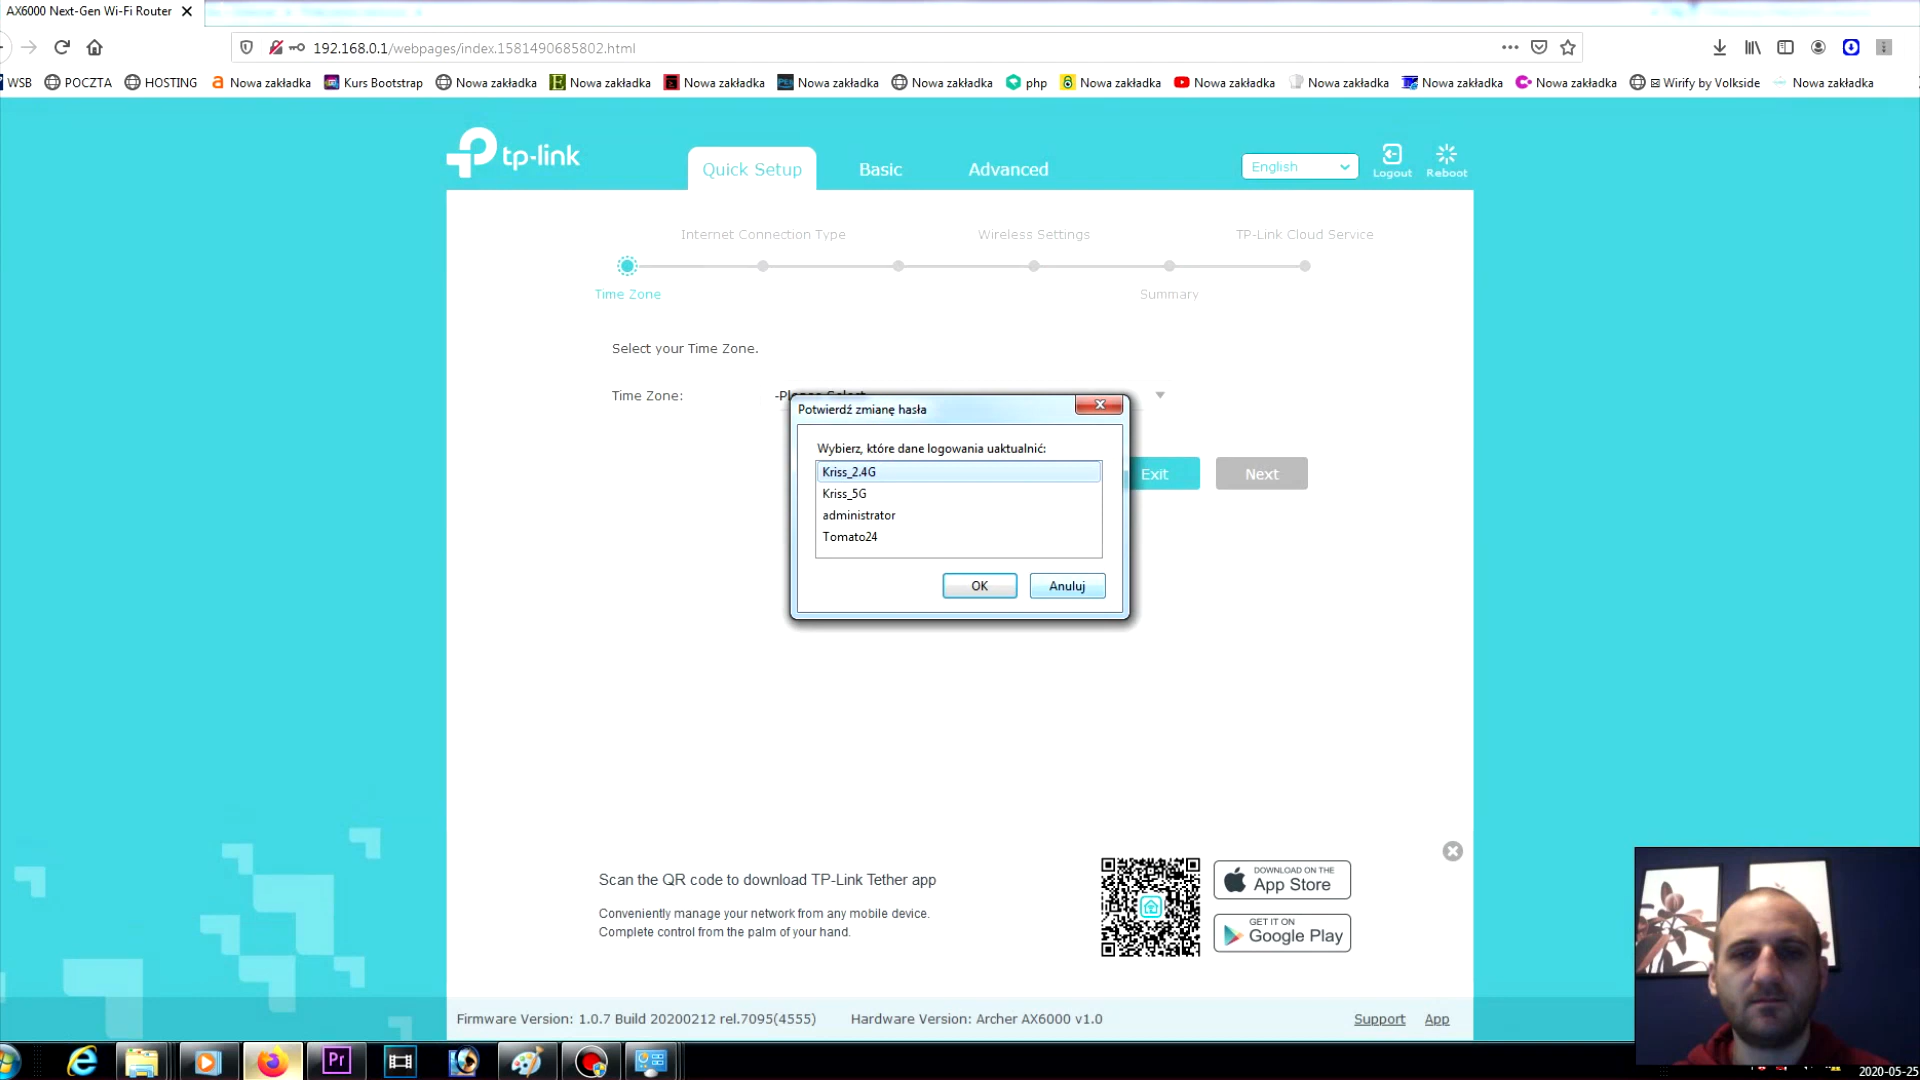 AX6000 Next-Gen Wi-Fi Router
192.168.0.1/webpages/index.1581490685802.html
WSB POCZTA HOSTING Nowa zakładka Kurs Bootstrap Nowa zakładka Nowa zakładka Nowa zakładka Nowa zakładka Nowa zakładka php Nowa zakładka Nowa zakładka Nowa zakładka Nowa zakładka Nowa zakładka Wirify by Volkside Nowa zakładka
tp-link
Quick Setup Basic Advanced
English
Logout Reboot
Internet Connection Type Wireless Settings TP-Link Cloud Service
Time Zone Summary
Select your Time Zone.
Time Zone: -Please Select-
Potwierdź zmianę hasła
Wybierz, które dane logowania uaktualnić:
Kriss_2.4G
Kriss_5G
administrator
Tomato24
OK Anuluj
Exit Next
Scan the QR code to download TP-Link Tether app
Conveniently manage your network from any mobile device.
Complete control from the palm of your hand.
DOWNLOAD ON THE
App Store
GET IT ON
Google Play
Firmware Version: 1.0.7 Build 20200212 rel.7095(4555) Hardware Version: Archer AX6000 v1.0 Support App
Pr
2020-05-25